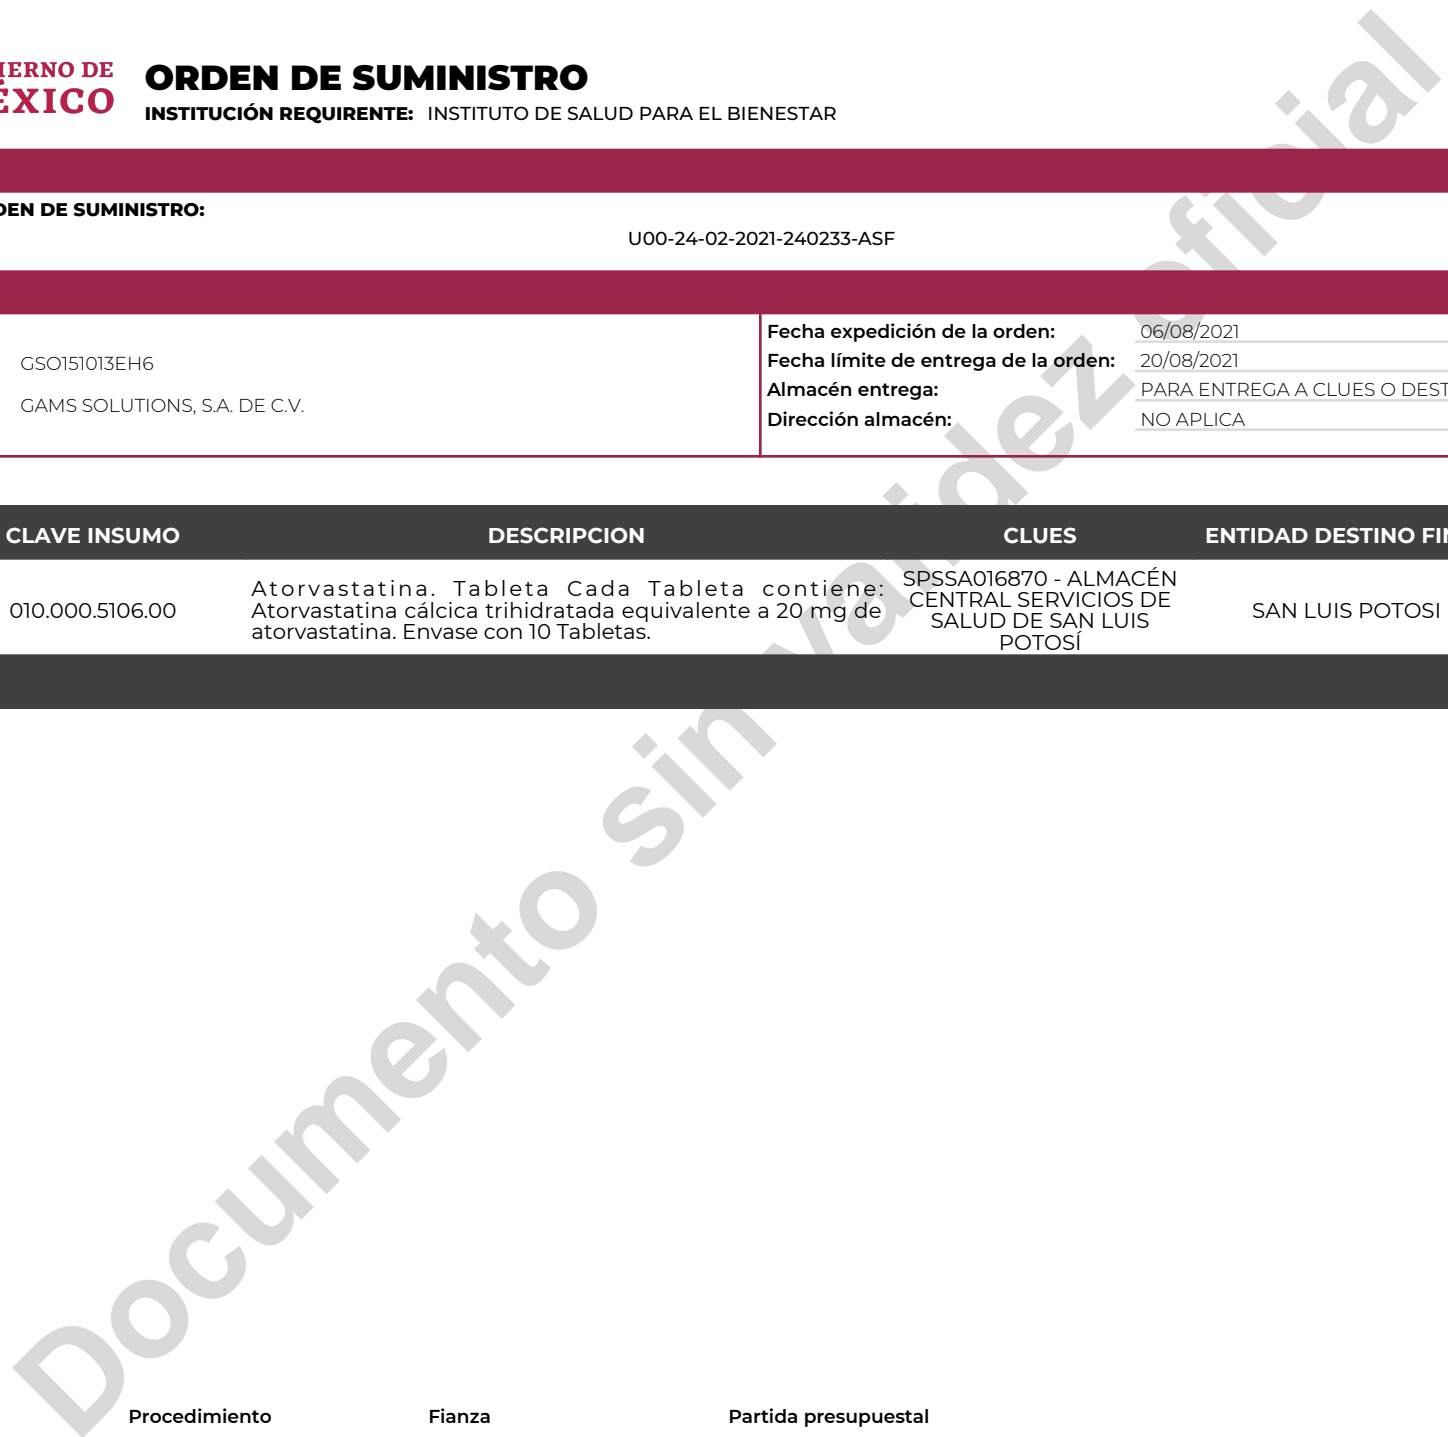 IERNO DE
ÉXICO
ORDEN DE SUMINISTRO
INSTITUCIÓN REQUIRENTE: INSTITUTO DE SALUD PARA EL BIENESTAR
DEN DE SUMINISTRO:
U00-24-02-2021-240233-ASF
GSO151013EH6
GAMS SOLUTIONS, S.A. DE C.V.
Fecha expedición de la orden: 06/08/2021
Fecha límite de entrega de la orden: 20/08/2021
Almacén entrega: PARA ENTREGA A CLUES O DEST
Dirección almacén: NO APLICA
CLAVE INSUMO DESCRIPCION CLUES ENTIDAD DESTINO FIN
010.000.5106.00
Atorvastatina. Tableta Cada Tableta contiene:
Atorvastatina cálcica trihidratada equivalente a 20 mg de
atorvastatina. Envase con 10 Tabletas.
SPSSA016870 - ALMACÉN
CENTRAL SERVICIOS DE
SALUD DE SAN LUIS
POTOSÍ
SAN LUIS POTOSI
Documento sin validez oficial
Procedimiento Fianza Partida presupuestal